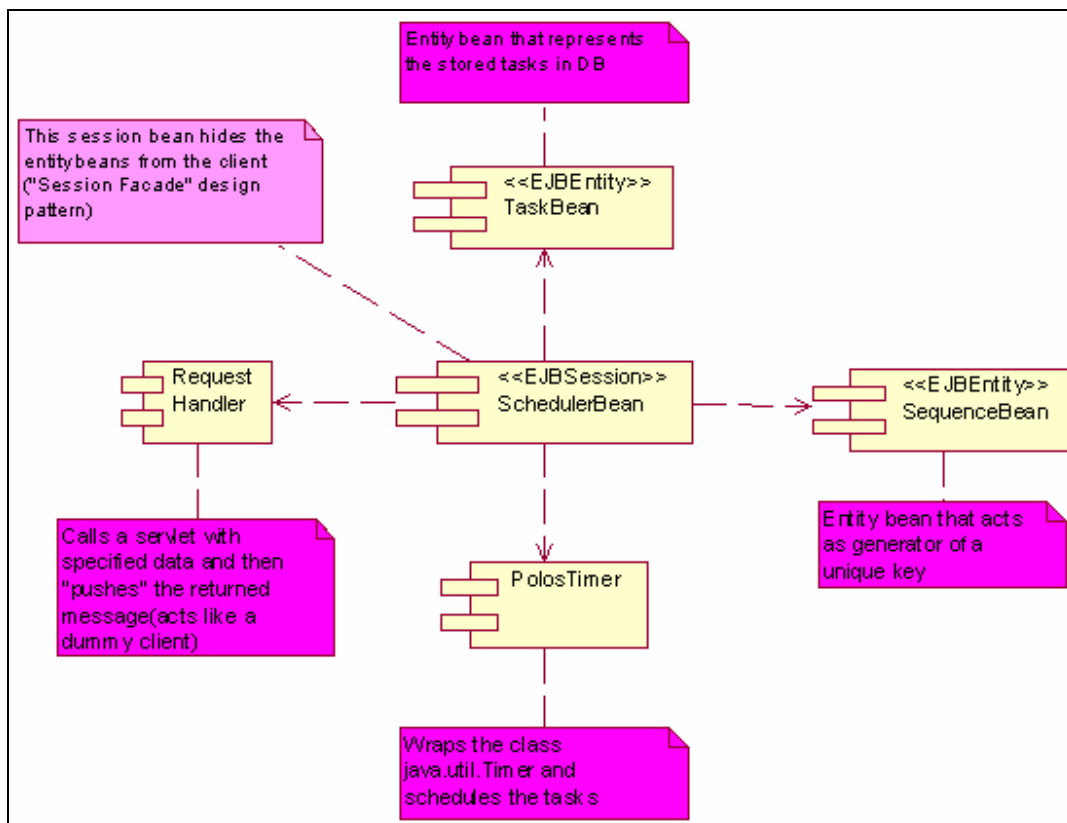 Entity bean that represents
the stored tasks in DB
This session bean hides the
entitybeans from the client
("Session Facade" design
pattern)
<<EJBEntity>>
TaskBean
Request
Handler
<<EJBSession>>
SchedulerBean
<<EJBEntity>>
SequenceBean
Calls a servlet with
specified data and then
"pushes" the returned
message(acts like a
dummy client)
PolosTimer
Entity bean that acts
as generator of a
unique key
Wraps the class
java.util.Timer and
schedules the tasks